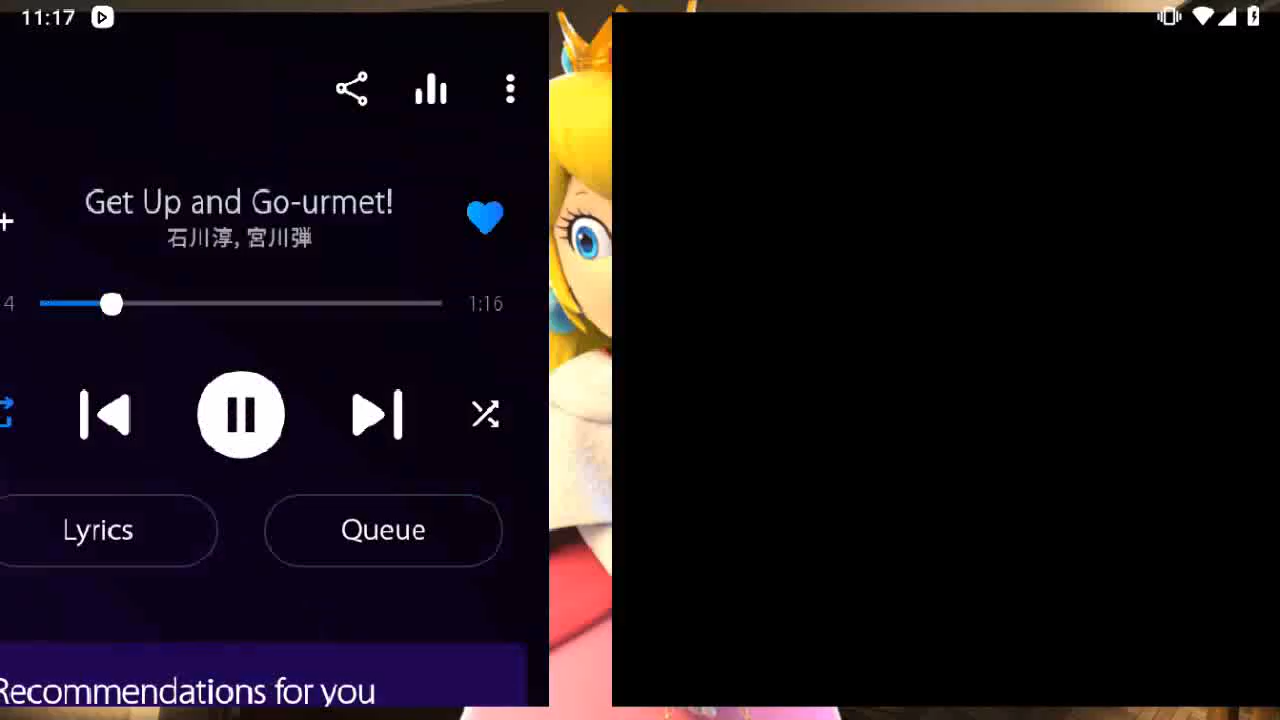 11:17
Get Up and Go-urmet!
石川淳, 宮川弾
4
1:16
Lyrics
Queue
Recommendations for you